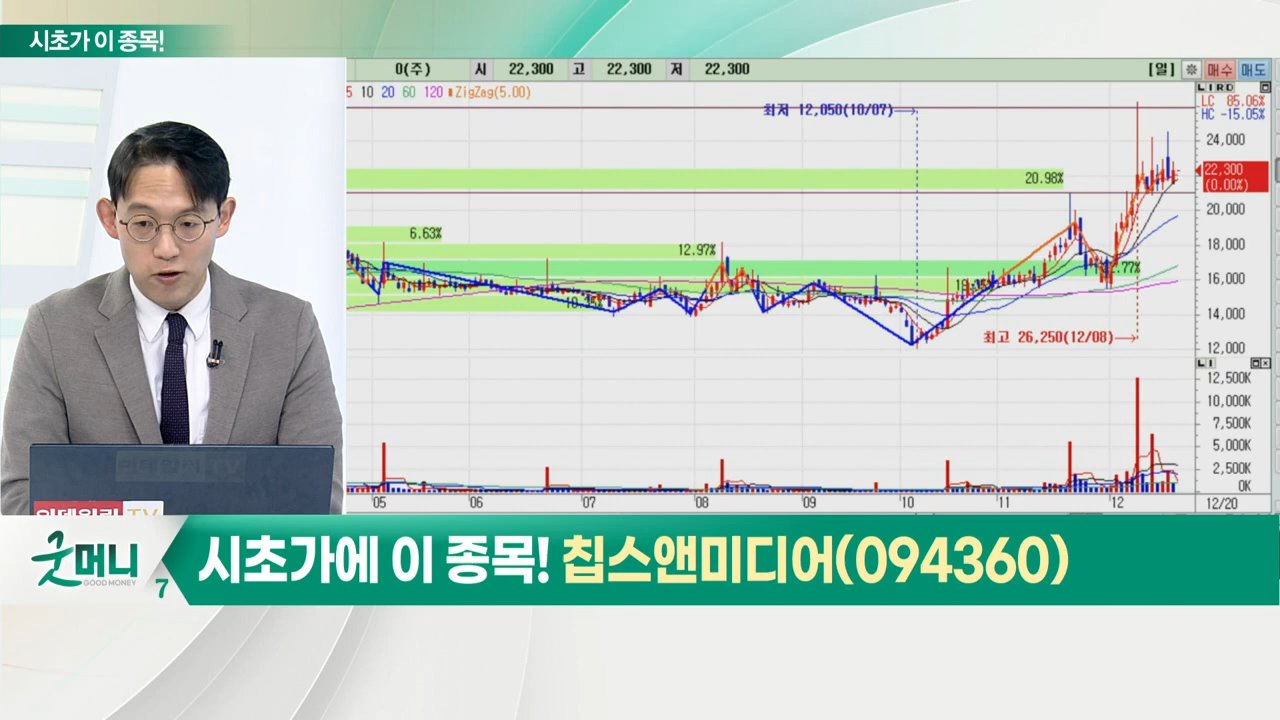 시초가 이 종목!
0(주) 시 22,300 고 22,300 저 22,300 [일] 매수 매도
5 10 20 60 120 ZigZag(5.00)
LC 85.06%
HC -15.05%
최저 12,050(10/07)
24,000
22,300
(0.00%)
20.98%
20,000
6.63%
12.97%
18,000
16,000
14,000
최고 26,250(12/08)
12,000
12,500K
10,000K
7,500K
5,000K
2,500K
0K
05 06 07 08 09 10 11 12 12/20
이데일리 TV
굿머니
GOOD MONEY
7
시초가에 이 종목! 칩스앤미디어(094360)